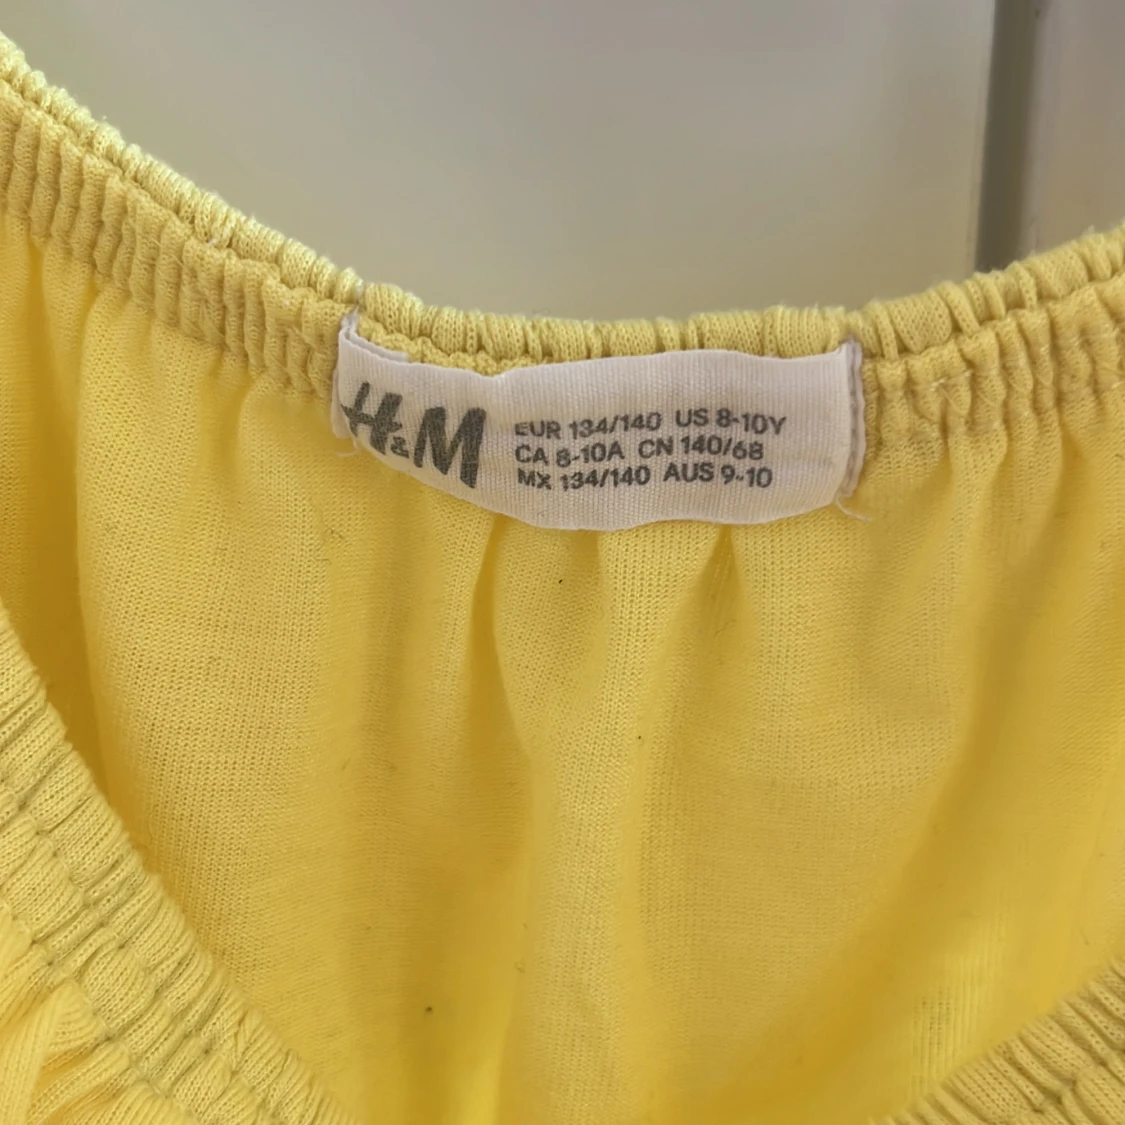 H&M
EUR 134/140 US 8-10Y
CA 8-10A CN 140/68
MX 134/140 AUS 9-10